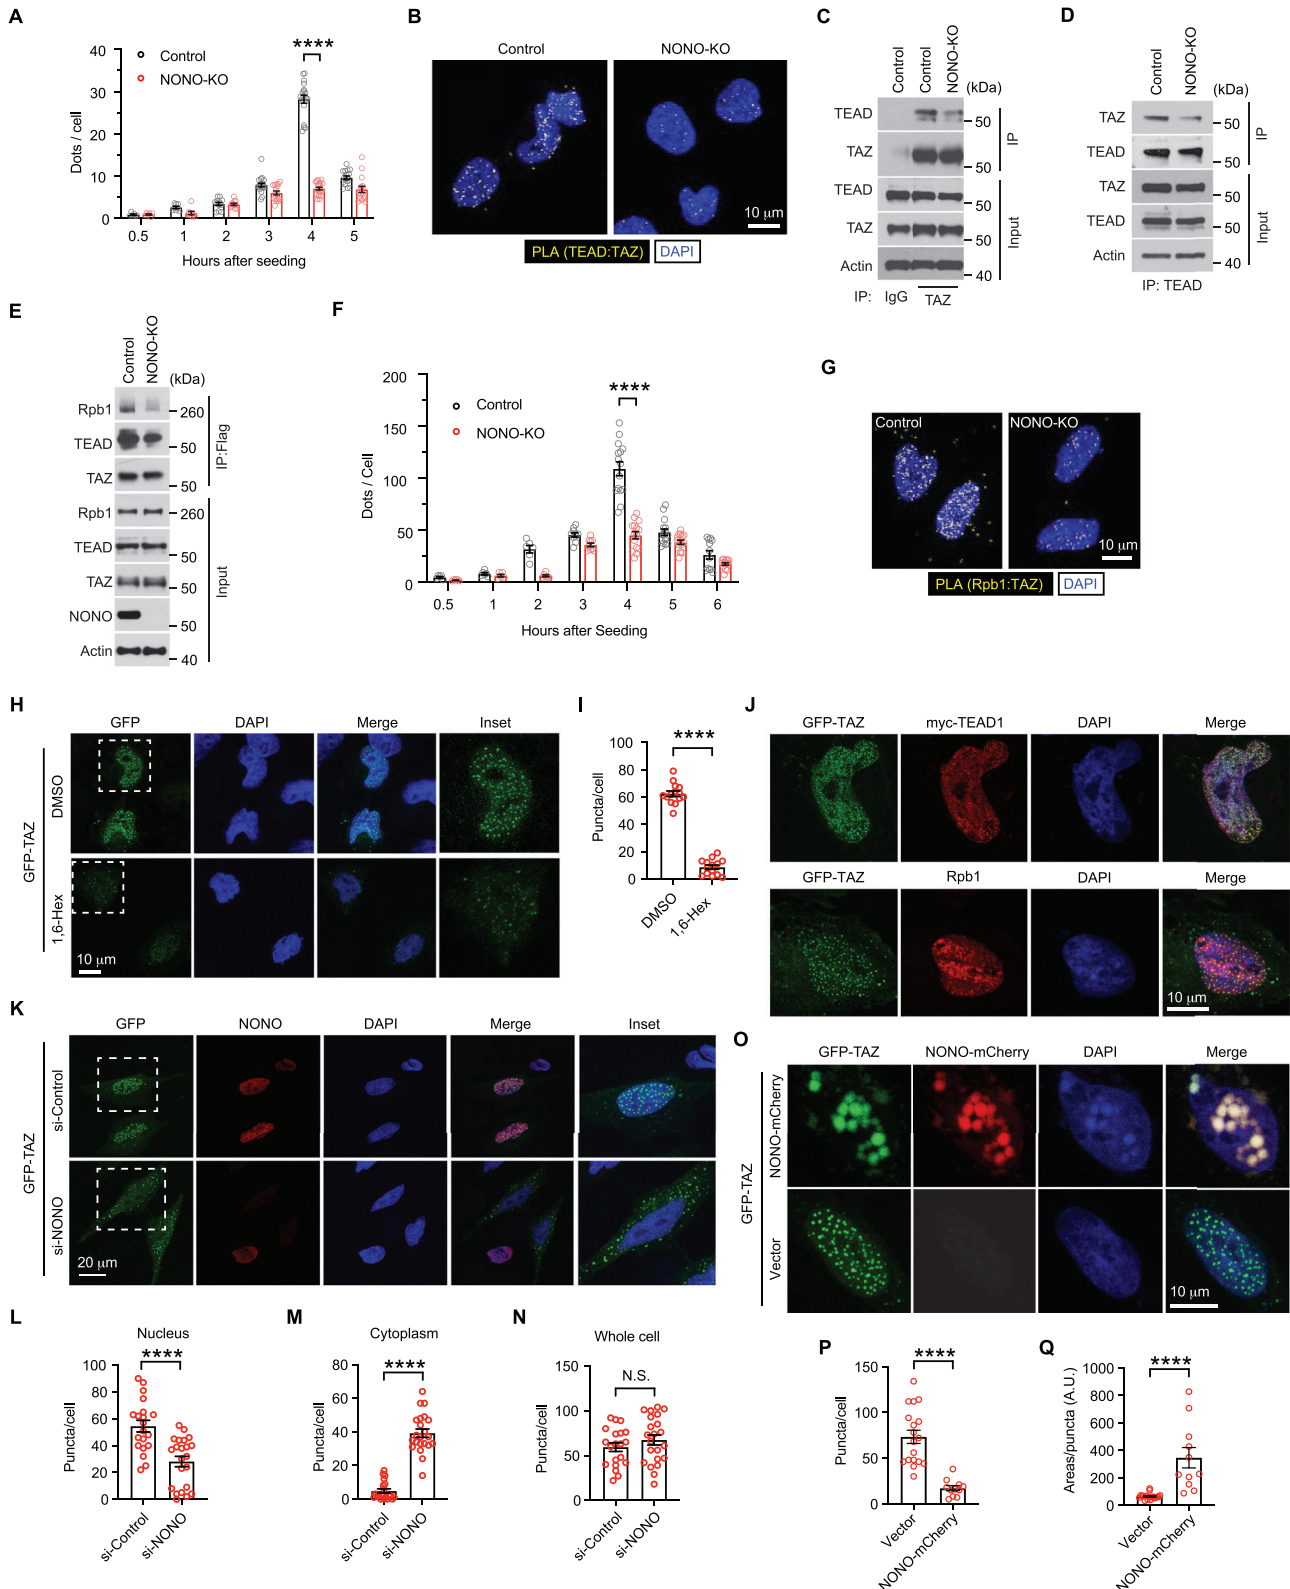 A
****
Control
NONO-KO
Dots / cell
40
30
20
10
0
0.5 1 2 3 4 5
Hours after seeding
B
Control NONO-KO
10 µm
PLA (TEAD:TAZ) DAPI
C
Control Control NONO-KO
(kDa)
TEAD 50
TAZ 50
IP
TEAD 50
TAZ 50
Actin 40
Input
IP: IgG TAZ
D
Control NONO-KO
(kDa)
TAZ 50
TEAD 50
IP
TAZ 50
TEAD 50
Actin 40
Input
IP: TEAD
E
Control NONO-KO
(kDa)
Rpb1 260
TEAD 50
TAZ 50
IP:Flag
Rpb1 260
TEAD 50
TAZ 50
NONO 50
Actin 40
Input
F
****
Control
NONO-KO
Dots / Cell
200
150
100
50
0
0.5 1 2 3 4 5 6
Hours after Seeding
G
Control NONO-KO
10 µm
PLA (Rpb1:TAZ) DAPI
H
GFP DAPI Merge Inset
GFP-TAZ
DMSO
1,6-Hex
10 µm
I
****
Puncta/cell
100
80
60
40
20
0
DMSO 1,6-Hex
J
GFP-TAZ myc-TEAD1 DAPI Merge
GFP-TAZ Rpb1 DAPI Merge
10 µm
K
GFP NONO DAPI Merge Inset
GFP-TAZ
si-Control
si-NONO
20 µm
O
GFP-TAZ NONO-mCherry DAPI Merge
GFP-TAZ
NONO-mCherry
Vector
10 µm
L
Nucleus
****
Puncta/cell
100
80
60
40
20
0
si-Control si-NONO
M
Cytoplasm
****
Puncta/cell
80
60
40
20
0
si-Control si-NONO
N
Whole cell
N.S.
Puncta/cell
150
100
50
0
si-Control si-NONO
P
****
Puncta/cell
150
100
50
0
Vector NONO-mCherry
Q
****
Areas/puncta (A.U.)
1000
800
600
400
200
0
Vector NONO-mCherry